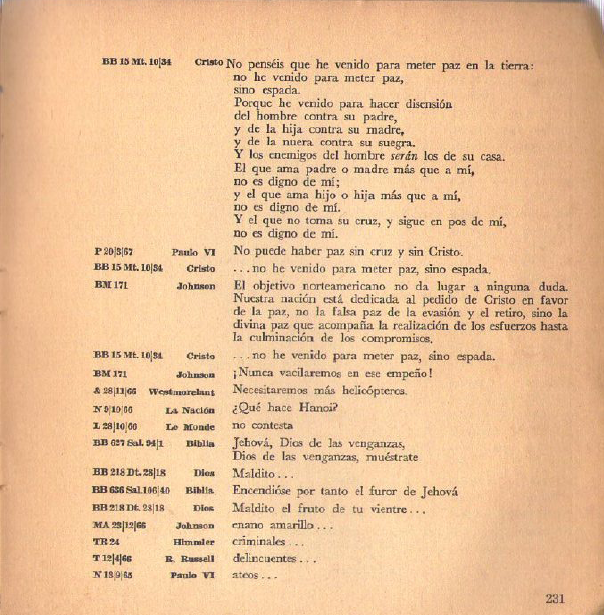 BB 15 Mt. 10|34 Cristo No penséis que he venido para meter paz en la tierra:
no he venido para meter paz,
sino espada.
Porque he venido para hacer disensión
del hombre contra su padre,
y de la hija contra su madre,
y de la nuera contra su suegra.
Y los enemigos del hombre serán los de su casa.
El que ama padre o madre más que a mí,
no es digno de mí;
y el que ama hijo o hija más que a mí,
no es digno de mí.
Y el que no toma su cruz, y sigue en pos de mí,
no es digno de mí.
P 20|3|67 Paulo VI No puede haber paz sin cruz y sin Cristo.
BB 15 Mt. 10|34 Cristo ...no he venido para meter paz, sino espada.
BM 171 Johnson El objetivo norteamericano no da lugar a ninguna duda.
Nuestra nación está dedicada al pedido de Cristo en favor
de la paz, no la falsa paz de la evasión y el retiro, sino la
divina paz que acompaña la realización de los esfuerzos hasta
la culminación de los compromisos.
BB 15 Mt. 10|34 Cristo ...no he venido para meter paz, sino espada.
BM 171 Johnson ¡Nunca vacilaremos en ese empeño!
A 28|11|66 Westmoreland Necesitaremos más helicópteros.
N 9|10|66 La Nación ¿Qué hace Hanoi?
L 28|10|66 Le Monde no contesta
BB 627 Sal. 94|1 Biblia Jehová, Dios de las venganzas,
Dios de las venganzas, muéstrate
BB 218 Dt. 28|18 Dios Maldito...
BB 636 Sal. 106|40 Biblia Encendióse por tanto el furor de Jehová
BB 218 Dt. 28|18 Dios Maldito el fruto de tu vientre...
MA 23|12|66 Johnson enano amarillo...
TR 24 Himmler criminales...
T 12|4|66 R. Russell delincuentes...
N 13|9|65 Paulo VI ateos...
231